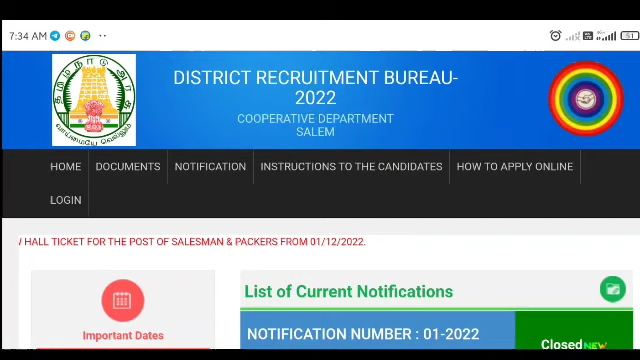 7:34 AM
51
DISTRICT RECRUITMENT BUREAU-
2022
COOPERATIVE DEPARTMENT
SALEM
HOME DOCUMENTS NOTIFICATION INSTRUCTIONS TO THE CANDIDATES HOW TO APPLY ONLINE
LOGIN
HALL TICKET FOR THE POST OF SALESMAN & PACKERS FROM 01/12/2022.
List of Current Notifications
Important Dates
NOTIFICATION NUMBER : 01-2022
Closed NEW